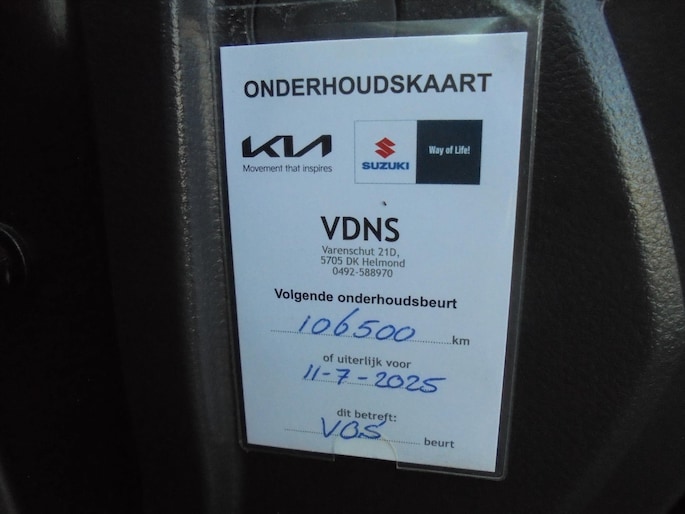 ONDERHOUDSKAART
KIA
Movement that inspires
SUZUKI
Way of Life!
VDNS
Varenschut 21D,
5705 DK Helmond
0492-588970
Volgende onderhoudsbeurt
106500 km
of uiterlijk voor
11-7-2025
dit betreft:
VOS beurt